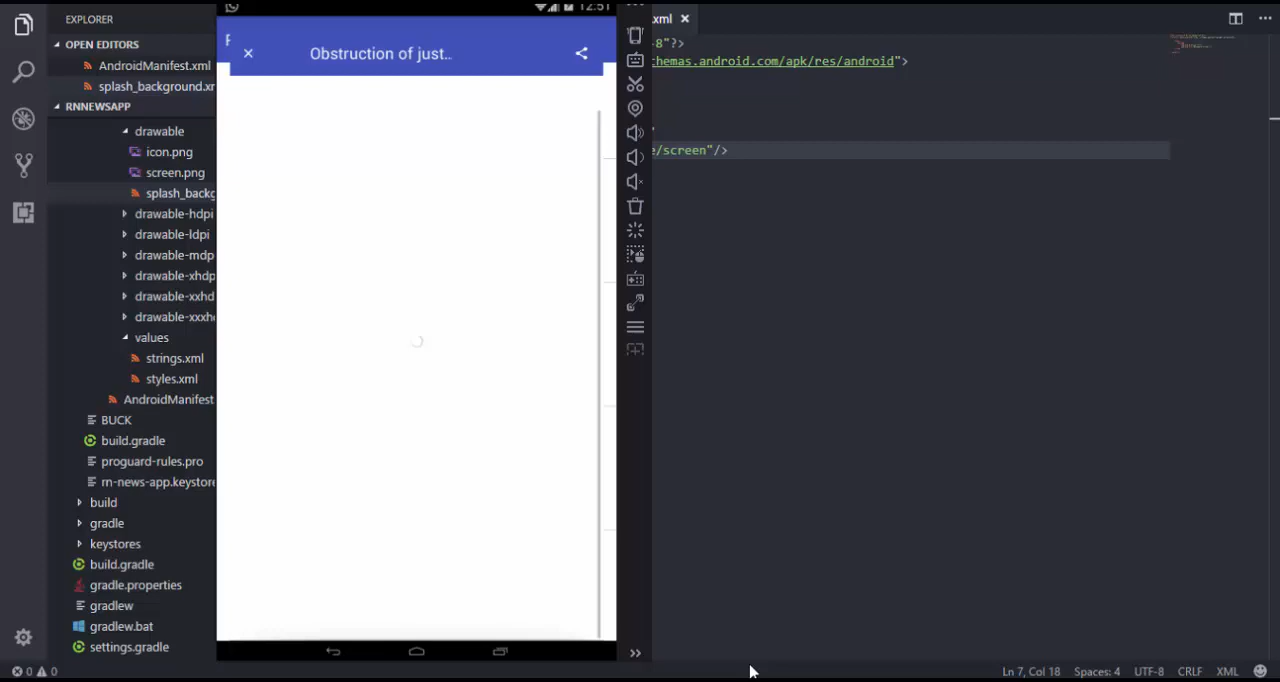 EXPLORER
OPEN EDITORS
AndroidManifest.xml
splash_background.xr
RNNEWSAPP
drawable
icon.png
screen.png
splash_backg
drawable-hdpi
drawable-ldpi
drawable-mdp
drawable-xhdp
drawable-xxhd
drawable-xxxh
values
strings.xml
styles.xml
AndroidManifest
BUCK
build.gradle
proguard-rules.pro
rn-news-app.keystore
build
gradle
keystores
build.gradle
gradle.properties
gradlew
gradlew.bat
settings.gradle
12:51
Obstruction of just...
.xml
-8"?>
hemas.android.com/apk/res/android">
e/screen"/>
0 0
Ln 7, Col 18 Spaces: 4 UTF-8 CRLF XML